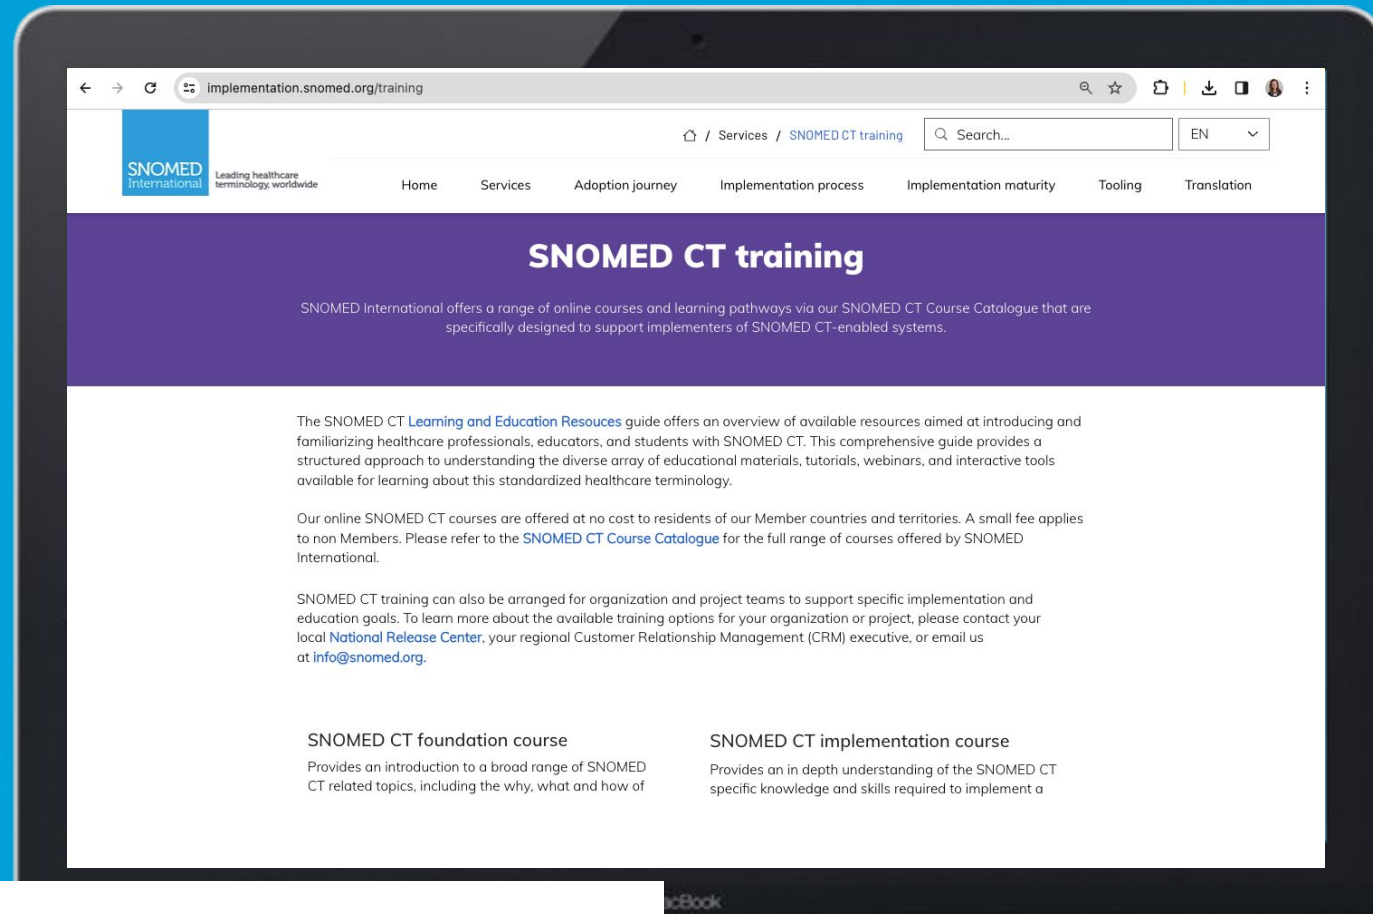 implementation.snomed.org/training
/ Services / SNOMED CT training
Search...
EN
SNOMED
International
Leading healthcare
terminology, worldwide
Home Services Adoption journey Implementation process Implementation maturity Tooling Translation
SNOMED CT training
SNOMED International offers a range of online courses and learning pathways via our SNOMED CT Course Catalogue that are
specifically designed to support implementers of SNOMED CT-enabled systems.
The SNOMED CT Learning and Education Resouces guide offers an overview of available resources aimed at introducing and
familiarizing healthcare professionals, educators, and students with SNOMED CT. This comprehensive guide provides a
structured approach to understanding the diverse array of educational materials, tutorials, webinars, and interactive tools
available for learning about this standardized healthcare terminology.
Our online SNOMED CT courses are offered at no cost to residents of our Member countries and territories. A small fee applies
to non Members. Please refer to the SNOMED CT Course Catalogue for the full range of courses offered by SNOMED
International.
SNOMED CT training can also be arranged for organization and project teams to support specific implementation and
education goals. To learn more about the available training options for your organization or project, please contact your
local National Release Center, your regional Customer Relationship Management (CRM) executive, or email us
at info@snomed.org.
SNOMED CT foundation course
Provides an introduction to a broad range of SNOMED
CT related topics, including the why, what and how of
SNOMED CT implementation course
Provides an in depth understanding of the SNOMED CT
specific knowledge and skills required to implement a
cBook